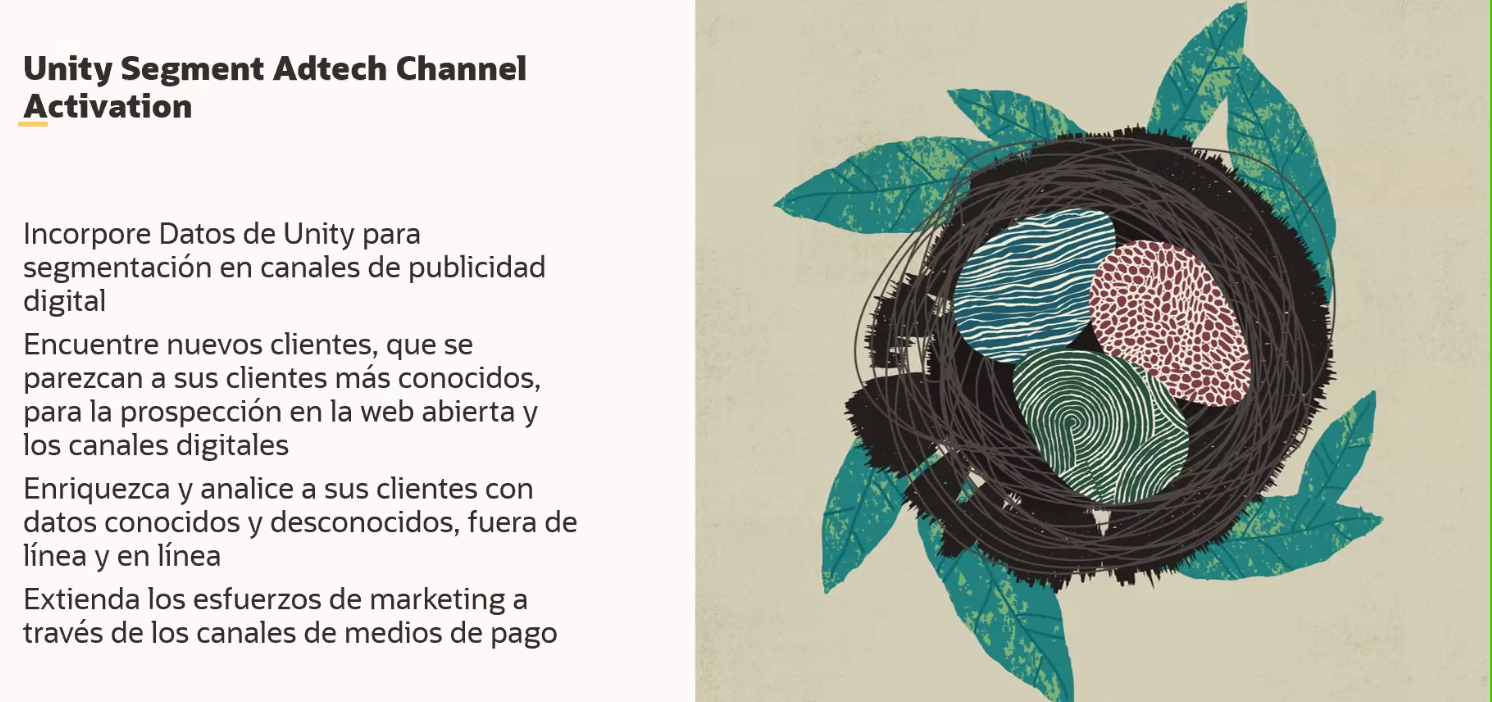 Unity Segment Adtech Channel
Activation
Incorpore Datos de Unity para
segmentación en canales de publicidad
digital
Encuentre nuevos clientes, que se
parezcan a sus clientes más conocidos,
para la prospección en la web abierta y
los canales digitales
Enriquezca y analice a sus clientes con
datos conocidos y desconocidos, fuera de
línea y en línea
Extienda los esfuerzos de marketing a
través de los canales de medios de pago